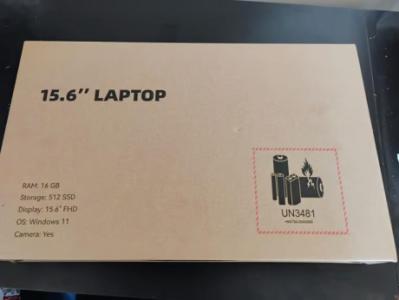 15.6’’ LAPTOP
RAM: 16 GB
Storage: 512 SSD
Display: 15.6" FHD
OS: Windows 11
Camera: Yes
UN3481